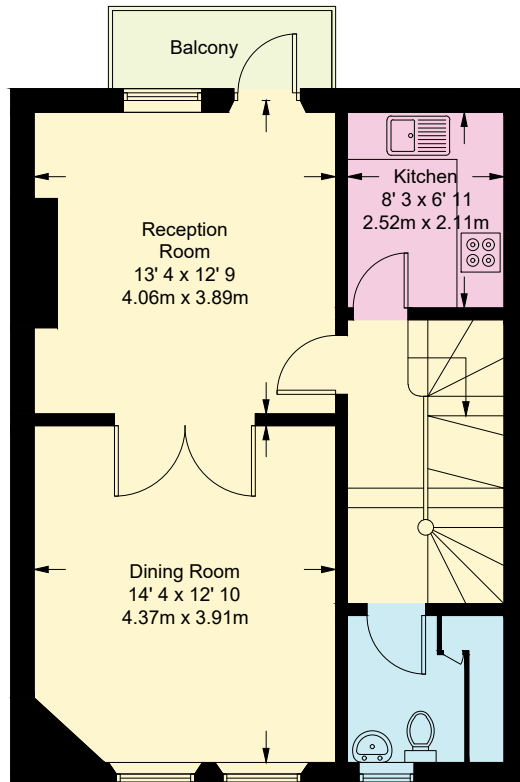 Balcony
Reception
Room
13' 4 x 12' 9
4.06m x 3.89m
Kitchen
8' 3 x 6' 11
2.52m x 2.11m
Dining Room
14' 4 x 12' 10
4.37m x 3.91m